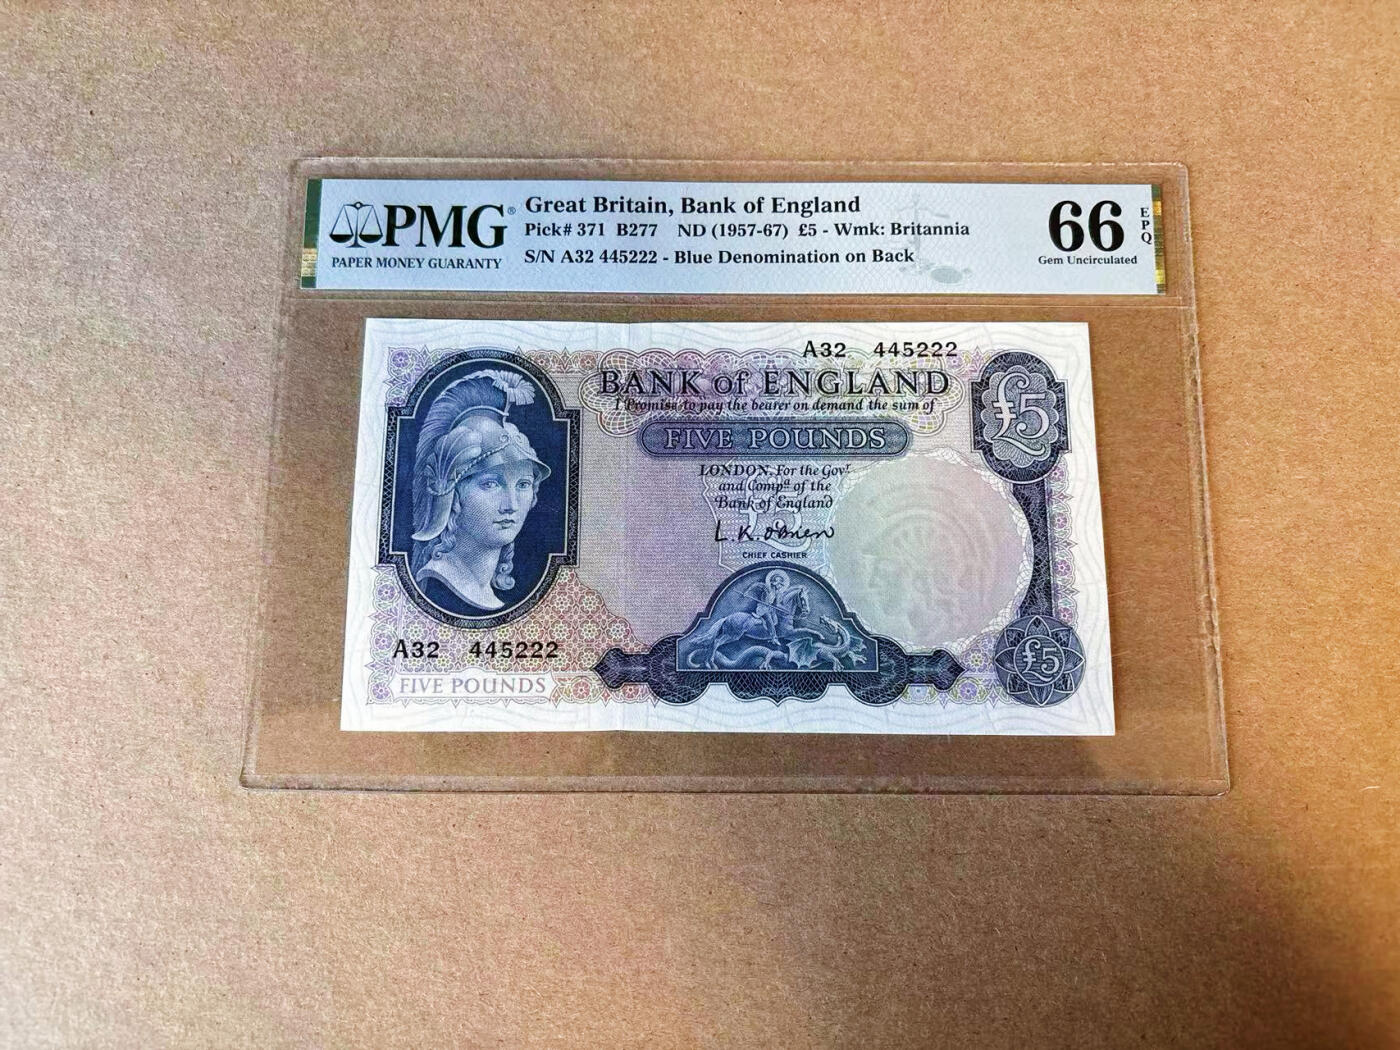 PMG®
PAPER MONEY GUARANTY
Great Britain, Bank of England
Pick# 371 B277 ND (1957-67) £5 - Wmk: Britannia
S/N A32 445222 - Blue Denomination on Back
66
EPQ
Gem Uncirculated
A32 445222
BANK of ENGLAND
I Promise to pay the bearer on demand the sum of
FIVE POUNDS
£5
LONDON, For the Govr
and Compa of the
Bank of England
£5
L.K. O'Brien
CHIEF CASHIER
A32 445222
FIVE POUNDS
£5